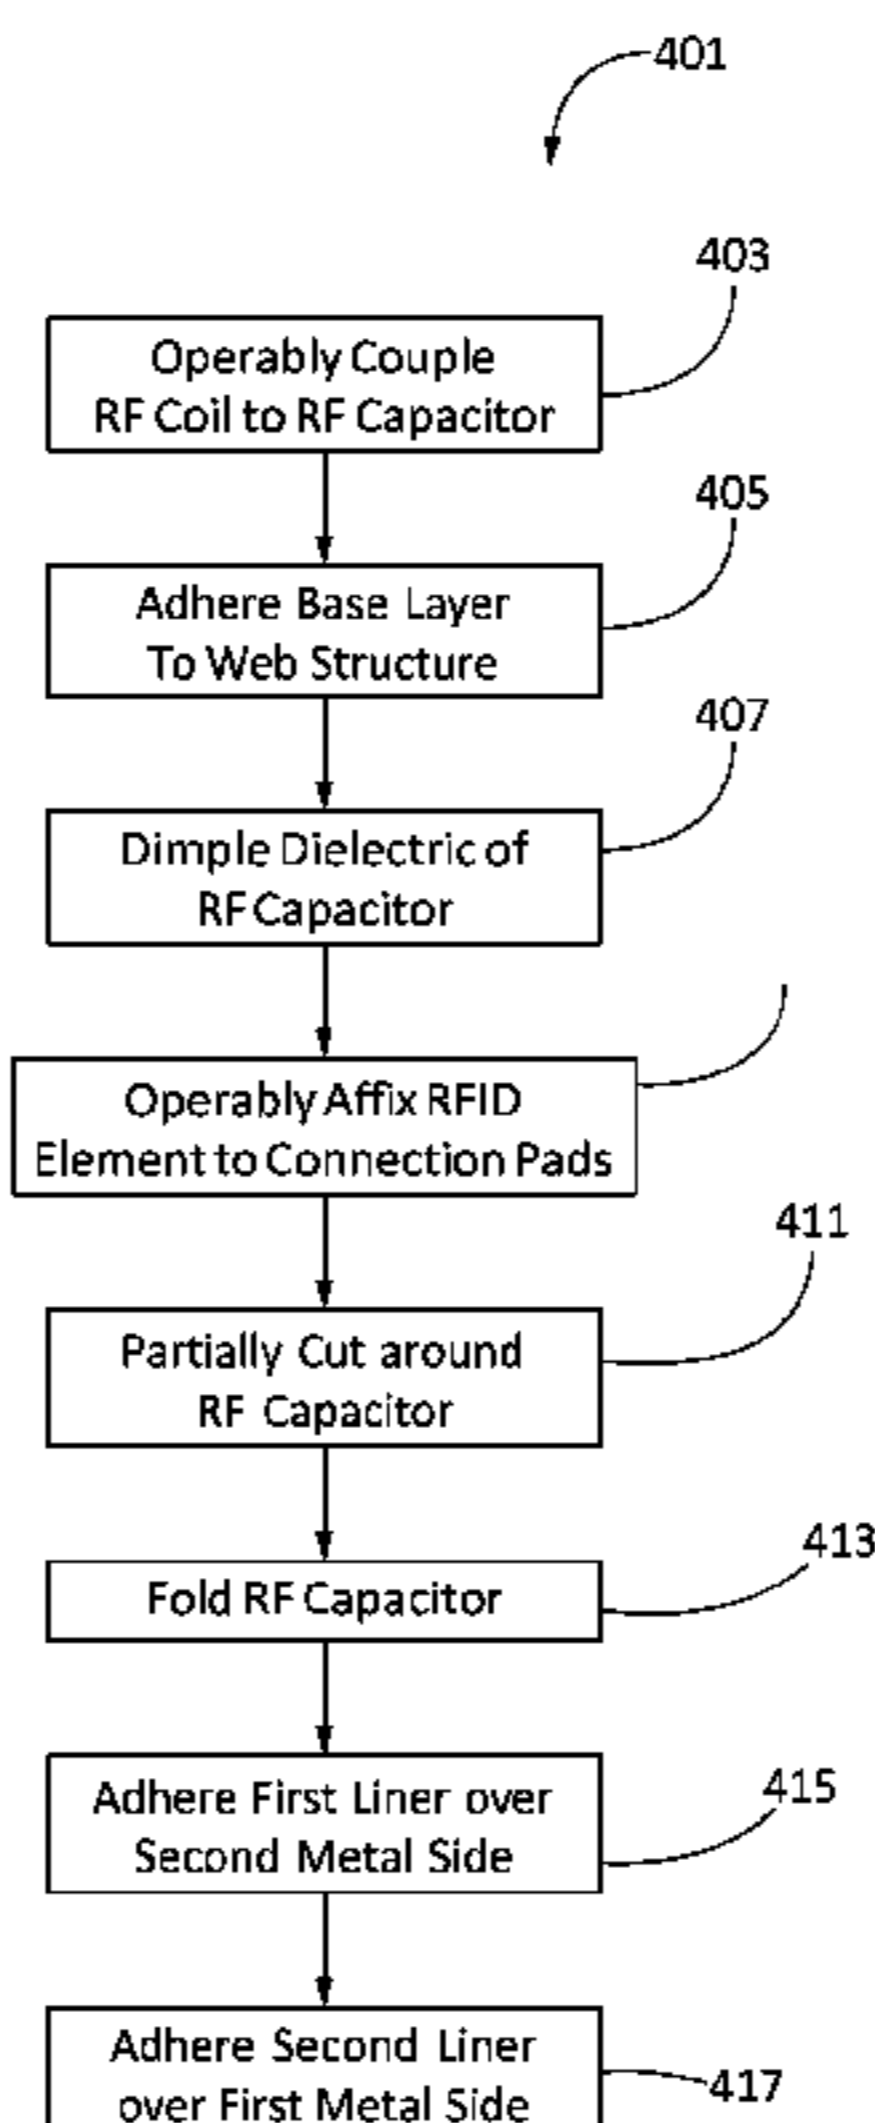 401
403
Operably Couple
RF Coil to RF Capacitor
405
Adhere Base Layer
To Web Structure
407
Dimple Dielectric of
RF Capacitor
Operably Affix RFID
Element to Connection Pads
411
Partially Cut around
RF Capacitor
413
Fold RF Capacitor
415
Adhere First Liner over
Second Metal Side
417
Adhere Second Liner
over First Metal Side